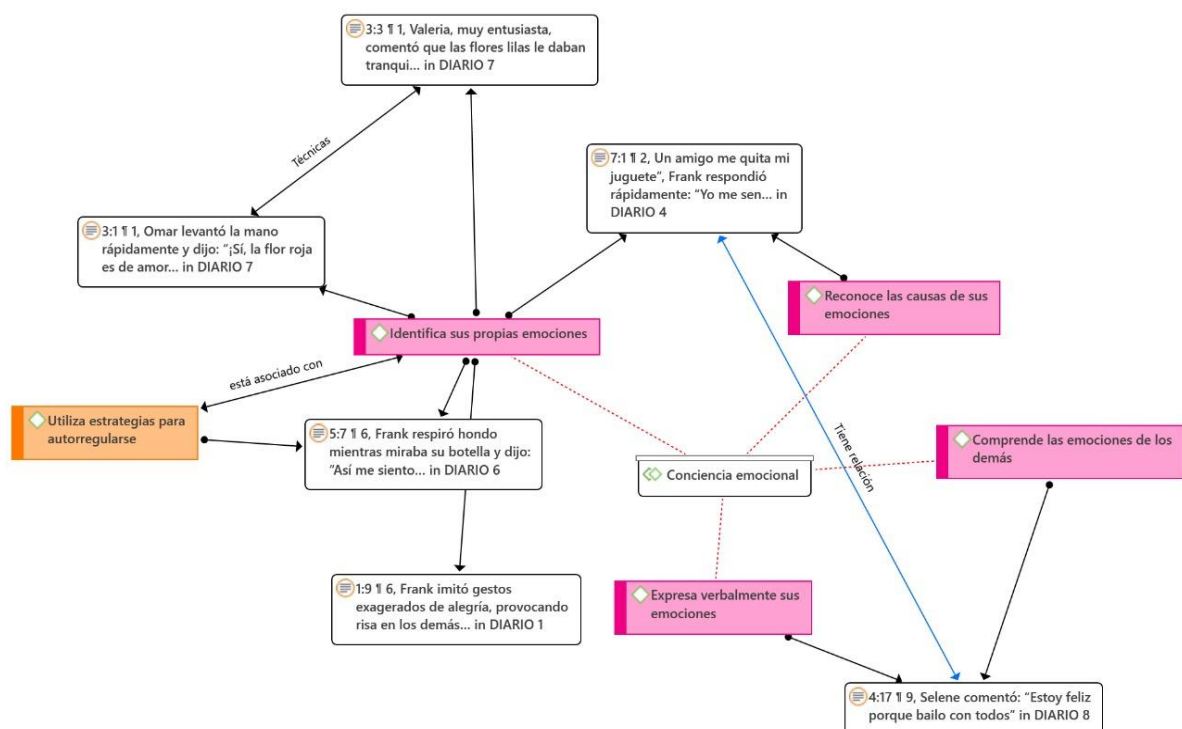 3:3 ¶ 1, Valeria, muy entusiasta,
comentó que las flores lilas le daban
tranqui... in DIARIO 7
Técnicas
7:1 ¶ 2, Un amigo me quita mi
juguete”, Frank respondió
rápidamente: “Yo me sen... in
DIARIO 4
3:1 ¶ 1, Omar levantó la mano
rápidamente y dijo: “¡Sí, la flor roja
es de amor... in DIARIO 7
Reconoce las causas de sus
emociones
Identifica sus propias emociones
está asociado con
Utiliza estrategias para
autorregularse
5:7 ¶ 6, Frank respiró hondo
mientras miraba su botella y dijo:
“Así me siento... in DIARIO 6
Tiene relación
Comprende las emociones de los
demás
Conciencia emocional
1:9 ¶ 6, Frank imitó gestos
exagerados de alegría, provocando
risa en los demás... in DIARIO 1
Expresa verbalmente sus
emociones
4:17 ¶ 9, Selene comentó: “Estoy feliz
porque bailo con todos” in DIARIO 8